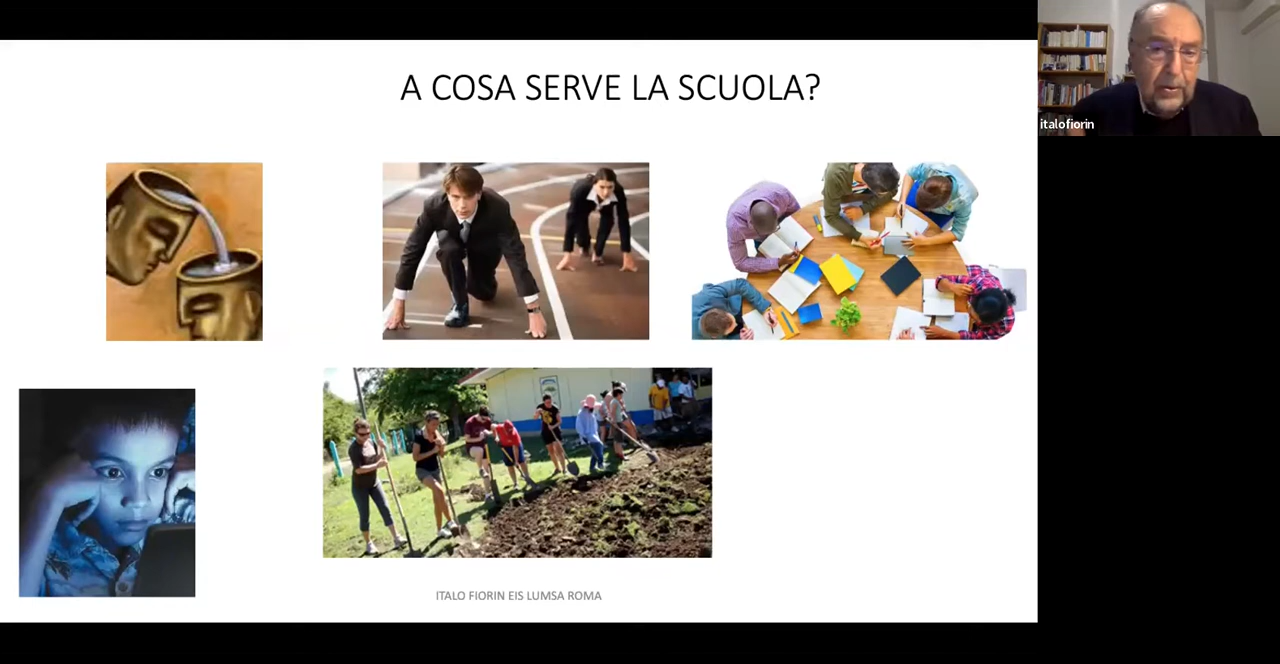 A COSA SERVE LA SCUOLA?
italofiorin
ITALO FIORIN EIS LUMSA ROMA